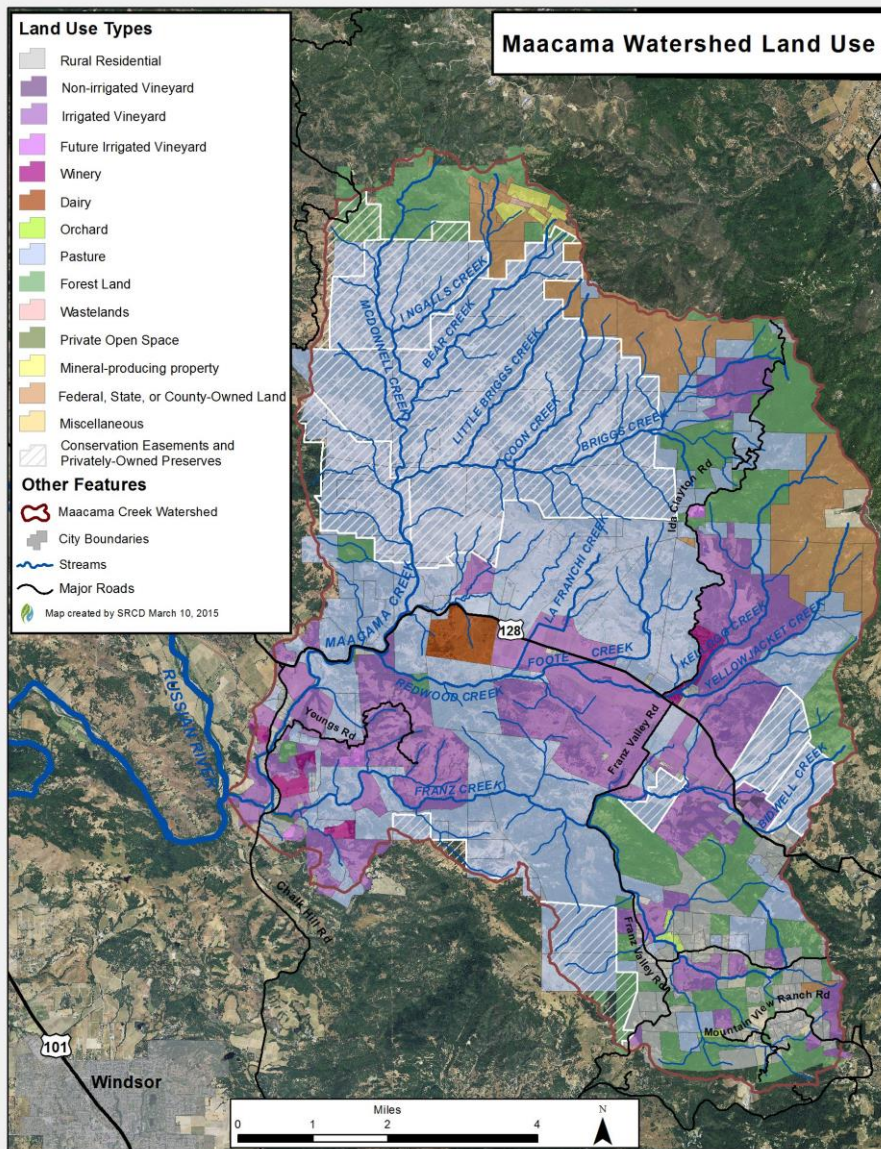 Maacama Watershed Land Use
Land Use Types
Rural Residential
Non-irrigated Vineyard
Irrigated Vineyard
Future Irrigated Vineyard
Winery
Dairy
Orchard
Pasture
Forest Land
Wastelands
Private Open Space
Mineral-producing property
Federal, State, or County-Owned Land
Miscellaneous
Conservation Easements and
Privately-Owned Preserves
Other Features
Maacama Creek Watershed
City Boundaries
Streams
Major Roads
Map created by SRCD March 10, 2015
INGALLS CREEK
MCDONNELL CREEK
BEAR CREEK
LITTLE BRIGGS CREEK
COON CREEK
BRIGGS CREEK
Ida Clayton Rd
LA FRANCHI CREEK
MAACAMA CREEK
128
FOOTE CREEK
KELLOGG CREEK
YELLOWJACKET CREEK
REDWOOD CREEK
RUSSIAN RIVER
Youngs Rd
Franz Valley Rd
FRANZ CREEK
BIDWELL CREEK
Chalk Hill Rd
Franz Valley Rd
Mountain View Ranch Rd
101
Windsor
Miles
0 1 2 4
N